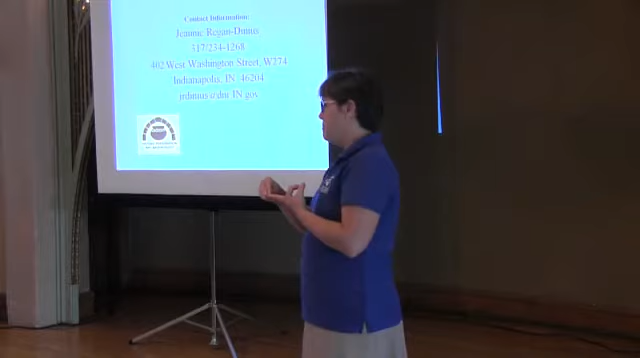 Contact Information:
Jeannie Regan-Dinius
317/234-1268
402 West Washington Street, W274
Indianapolis, IN 46204
jrdinius@dnr.IN.gov